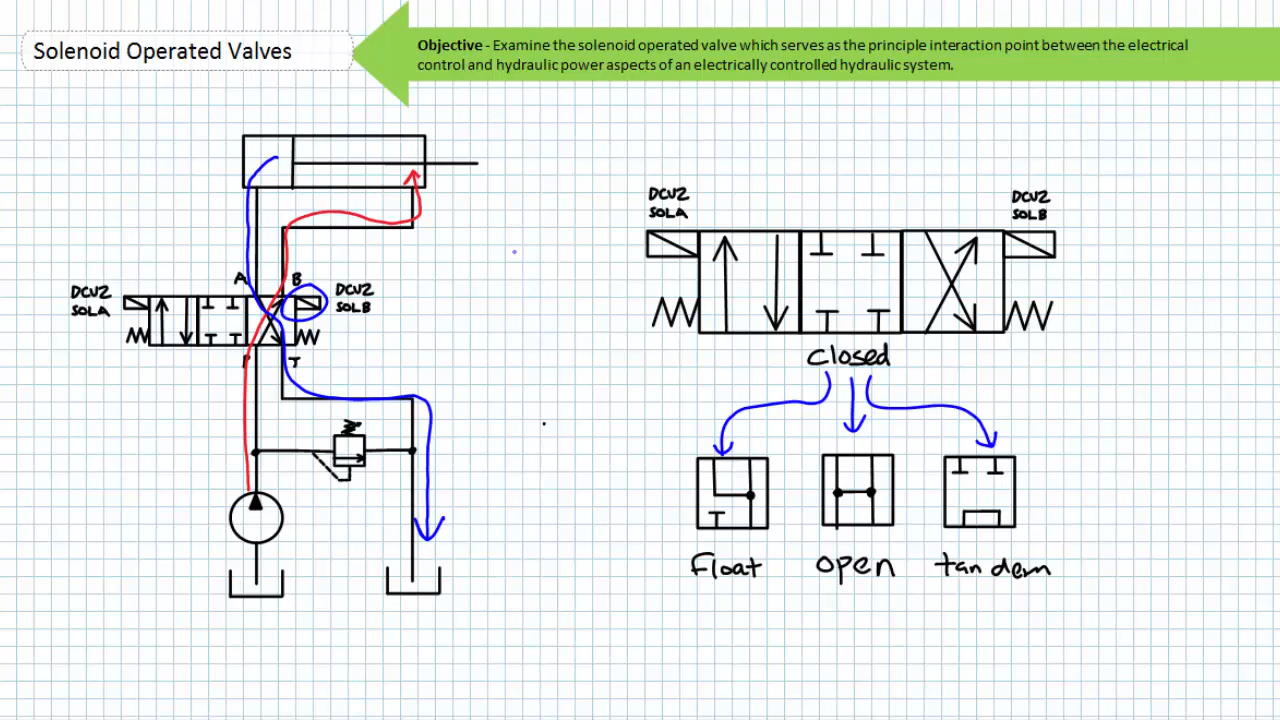 Solenoid Operated Valves
Objective - Examine the solenoid operated valve which serves as the principle interaction point between the electrical
control and hydraulic power aspects of an electrically controlled hydraulic system.
A
B
DCV2
SOLA
DCV2
SOLB
P
T
DCV2
SOLA
DCV2
SOLB
Closed
float
open
tandem